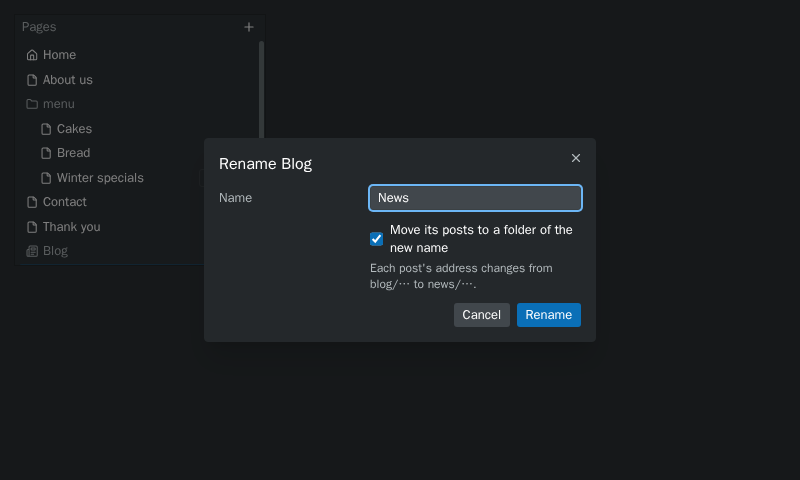 Pages
Home
About us
menu
Cakes
Bread
Winter specials
Contact
Thank you
Blog
Rename Blog
Name
News
Move its posts to a folder of the
new name
Each post's address changes from
blog/··· to news/···.
Cancel
Rename